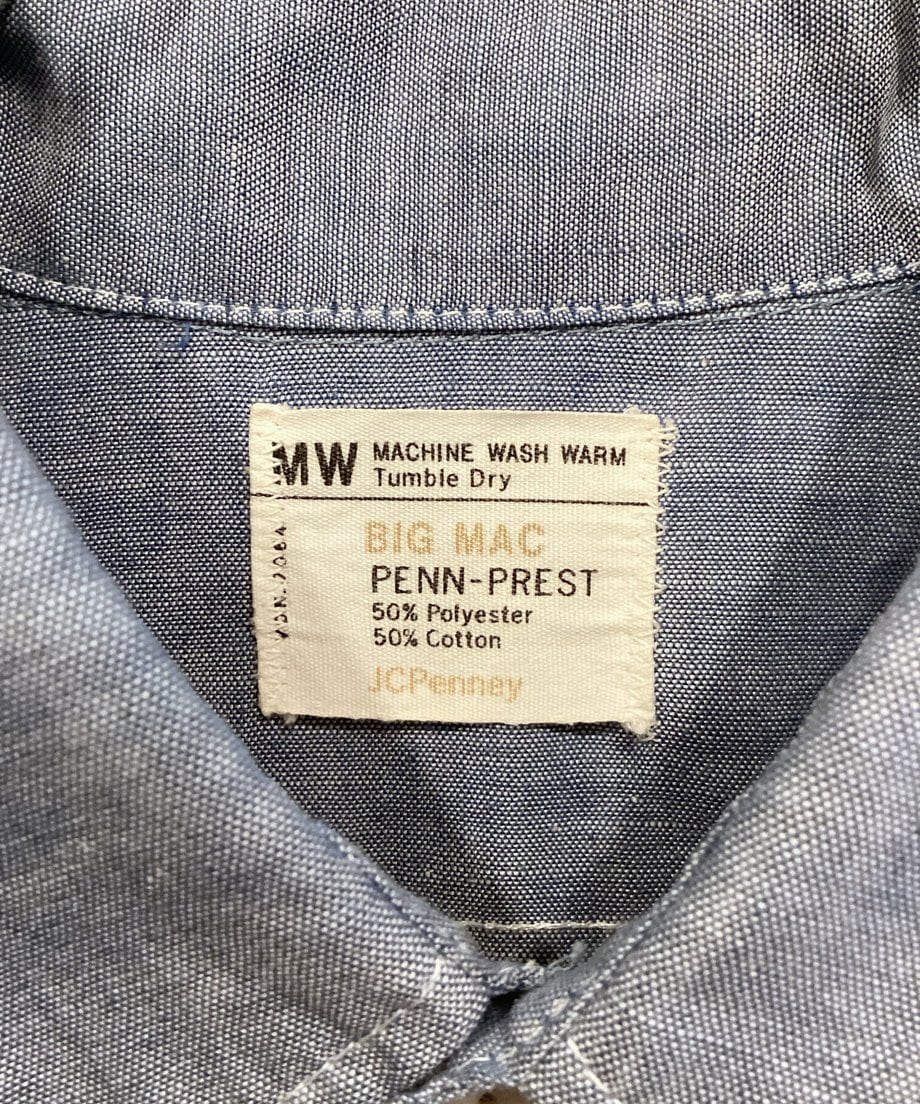 MW MACHINE WASH WARM
Tumble Dry
BIG MAC
PENN-PREST
50% Polyester
50% Cotton
JCPenney